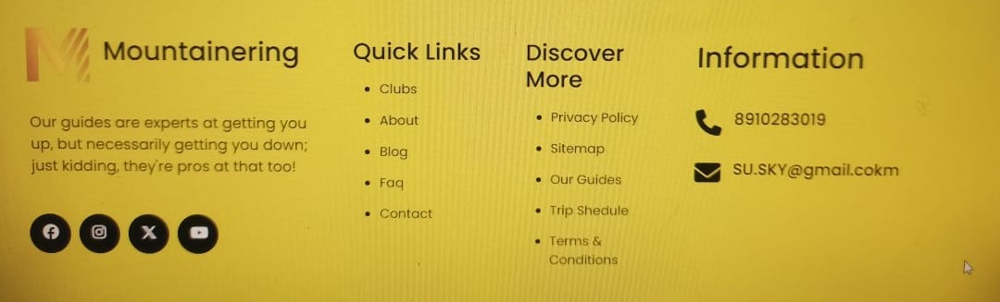 M Mountainering
Our guides are experts at getting you
up, but necessarily getting you down;
just kidding, they're pros at that too!
Quick Links
Clubs
About
Blog
Faq
Contact
Discover
More
Privacy Policy
Sitemap
Our Guides
Trip Shedule
Terms &
Conditions
Information
8910283019
SU.SKY@gmail.cokm